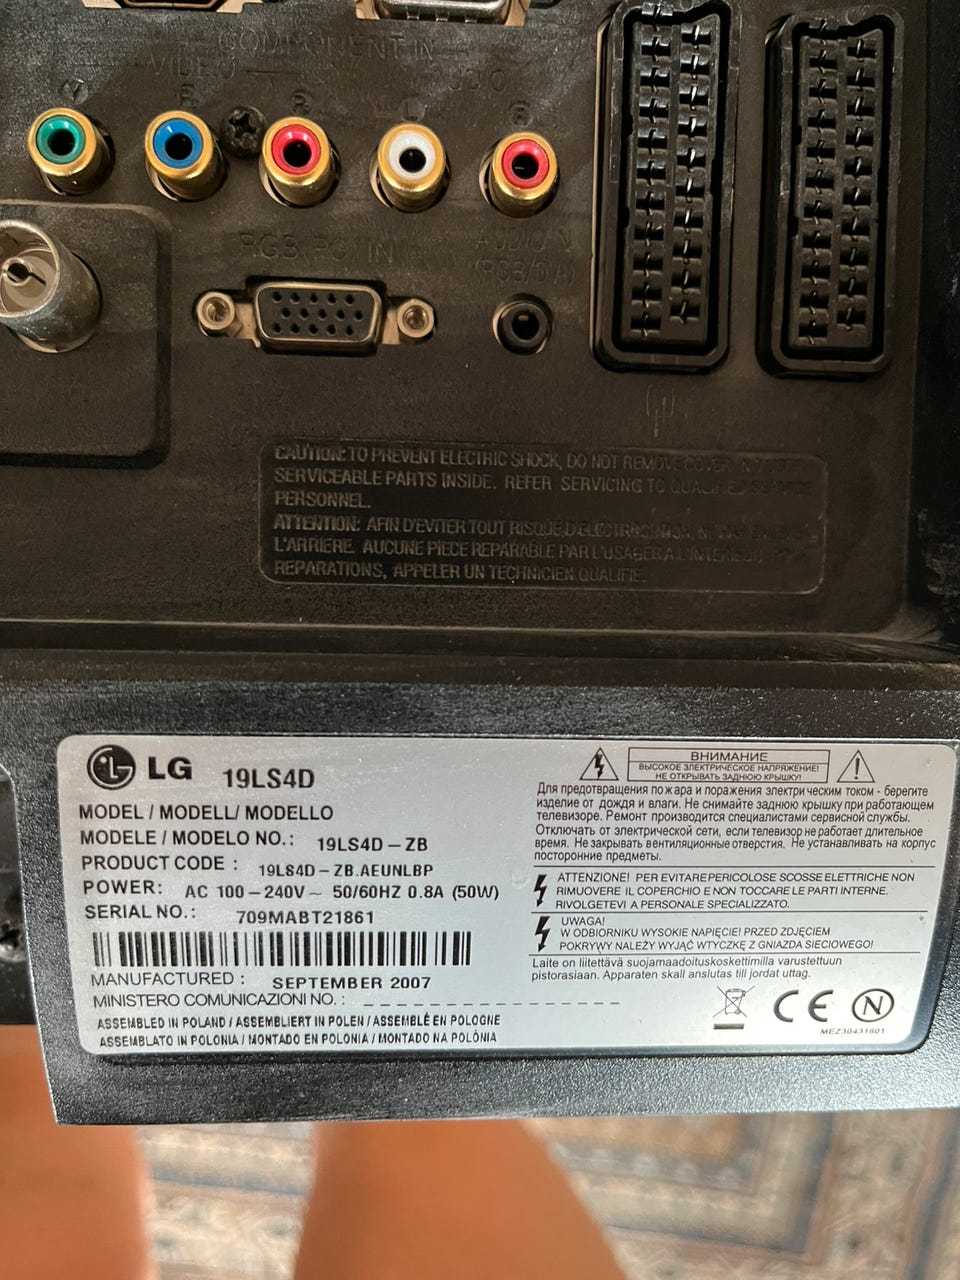 COMPONENT IN
VIDEO
AUDIO
Y
L
R
RGB(PC) IN
AUDIO IN
(RGB/DVI)
CAUTION: TO PREVENT ELECTRIC SHOCK, DO NOT REMOVE COVER. NO USER
SERVICEABLE PARTS INSIDE. REFER SERVICING TO QUALIFIED SERVICE
PERSONNEL.
ATTENTION: AFIN D'EVITER TOUT RISQUE D'ELECTROCUTION, NE PAS
L'ARRIERE. AUCUNE PIECE REPARABLE PAR L'USAGER A L'INTERIEUR,
REPARATIONS, APPELER UN TECHNICIEN QUALIFIE.
LG 19LS4D
MODEL / MODELL/ MODELLO
MODELE / MODELO NO.: 19LS4D-ZB
PRODUCT CODE : 19LS4D-ZB.AEUNLBP
POWER: AC 100-240V~ 50/60HZ 0.8A (50W)
SERIAL NO.: 709MABT21861
MANUFACTURED : SEPTEMBER 2007
MINISTERO COMUNICAZIONI NO. : _ _ _ _ _ _ _ _ _ _ _ _ _ _ _ _ _ _
ASSEMBLED IN POLAND / ASSEMBLIERT IN POLEN / ASSEMBLÉ EN POLOGNE
ASSEMBLATO IN POLONIA / MONTADO EN POLONIA / MONTADO NA POLÓNIA
ВНИМАНИЕ
ВЫСОКОЕ ЭЛЕКТРИЧЕСКОЕ НАПРЯЖЕНИЕ!
НЕ ОТКРЫВАТЬ ЗАДНЮЮ КРЫШКУ!
Для предотвращения пожара и поражения электрическим током - берегите
изделие от дождя и влаги. Не снимайте заднюю крышку при работающем
телевизоре. Ремонт производится специалистами сервисной службы.
Отключать от электрической сети, если телевизор не работает длительное
время. Не закрывать вентиляционные отверстия. Не устанавливать на корпус
посторонние предметы.
ATTENZIONE! PER EVITARE PERICOLOSE SCOSSE ELETTRICHE NON
RIMUOVERE IL COPERCHIO E NON TOCCARE LE PARTI INTERNE.
RIVOLGETEVI A PERSONALE SPECIALIZZATO.
UWAGA!
W ODBIORNIKU WYSOKIE NAPIĘCIE! PRZED ZDJĘCIEM
POKRYWY NALEŻY WYJĄĆ WTYCZKĘ Z GNIAZDA SIECIOWEGO!
Laite on liitettävä suojamaadoituskoskettimilla varustettuun
pistorasiaan. Apparaten skall anslutas till jordat uttag.
CE N
MEZ30431801